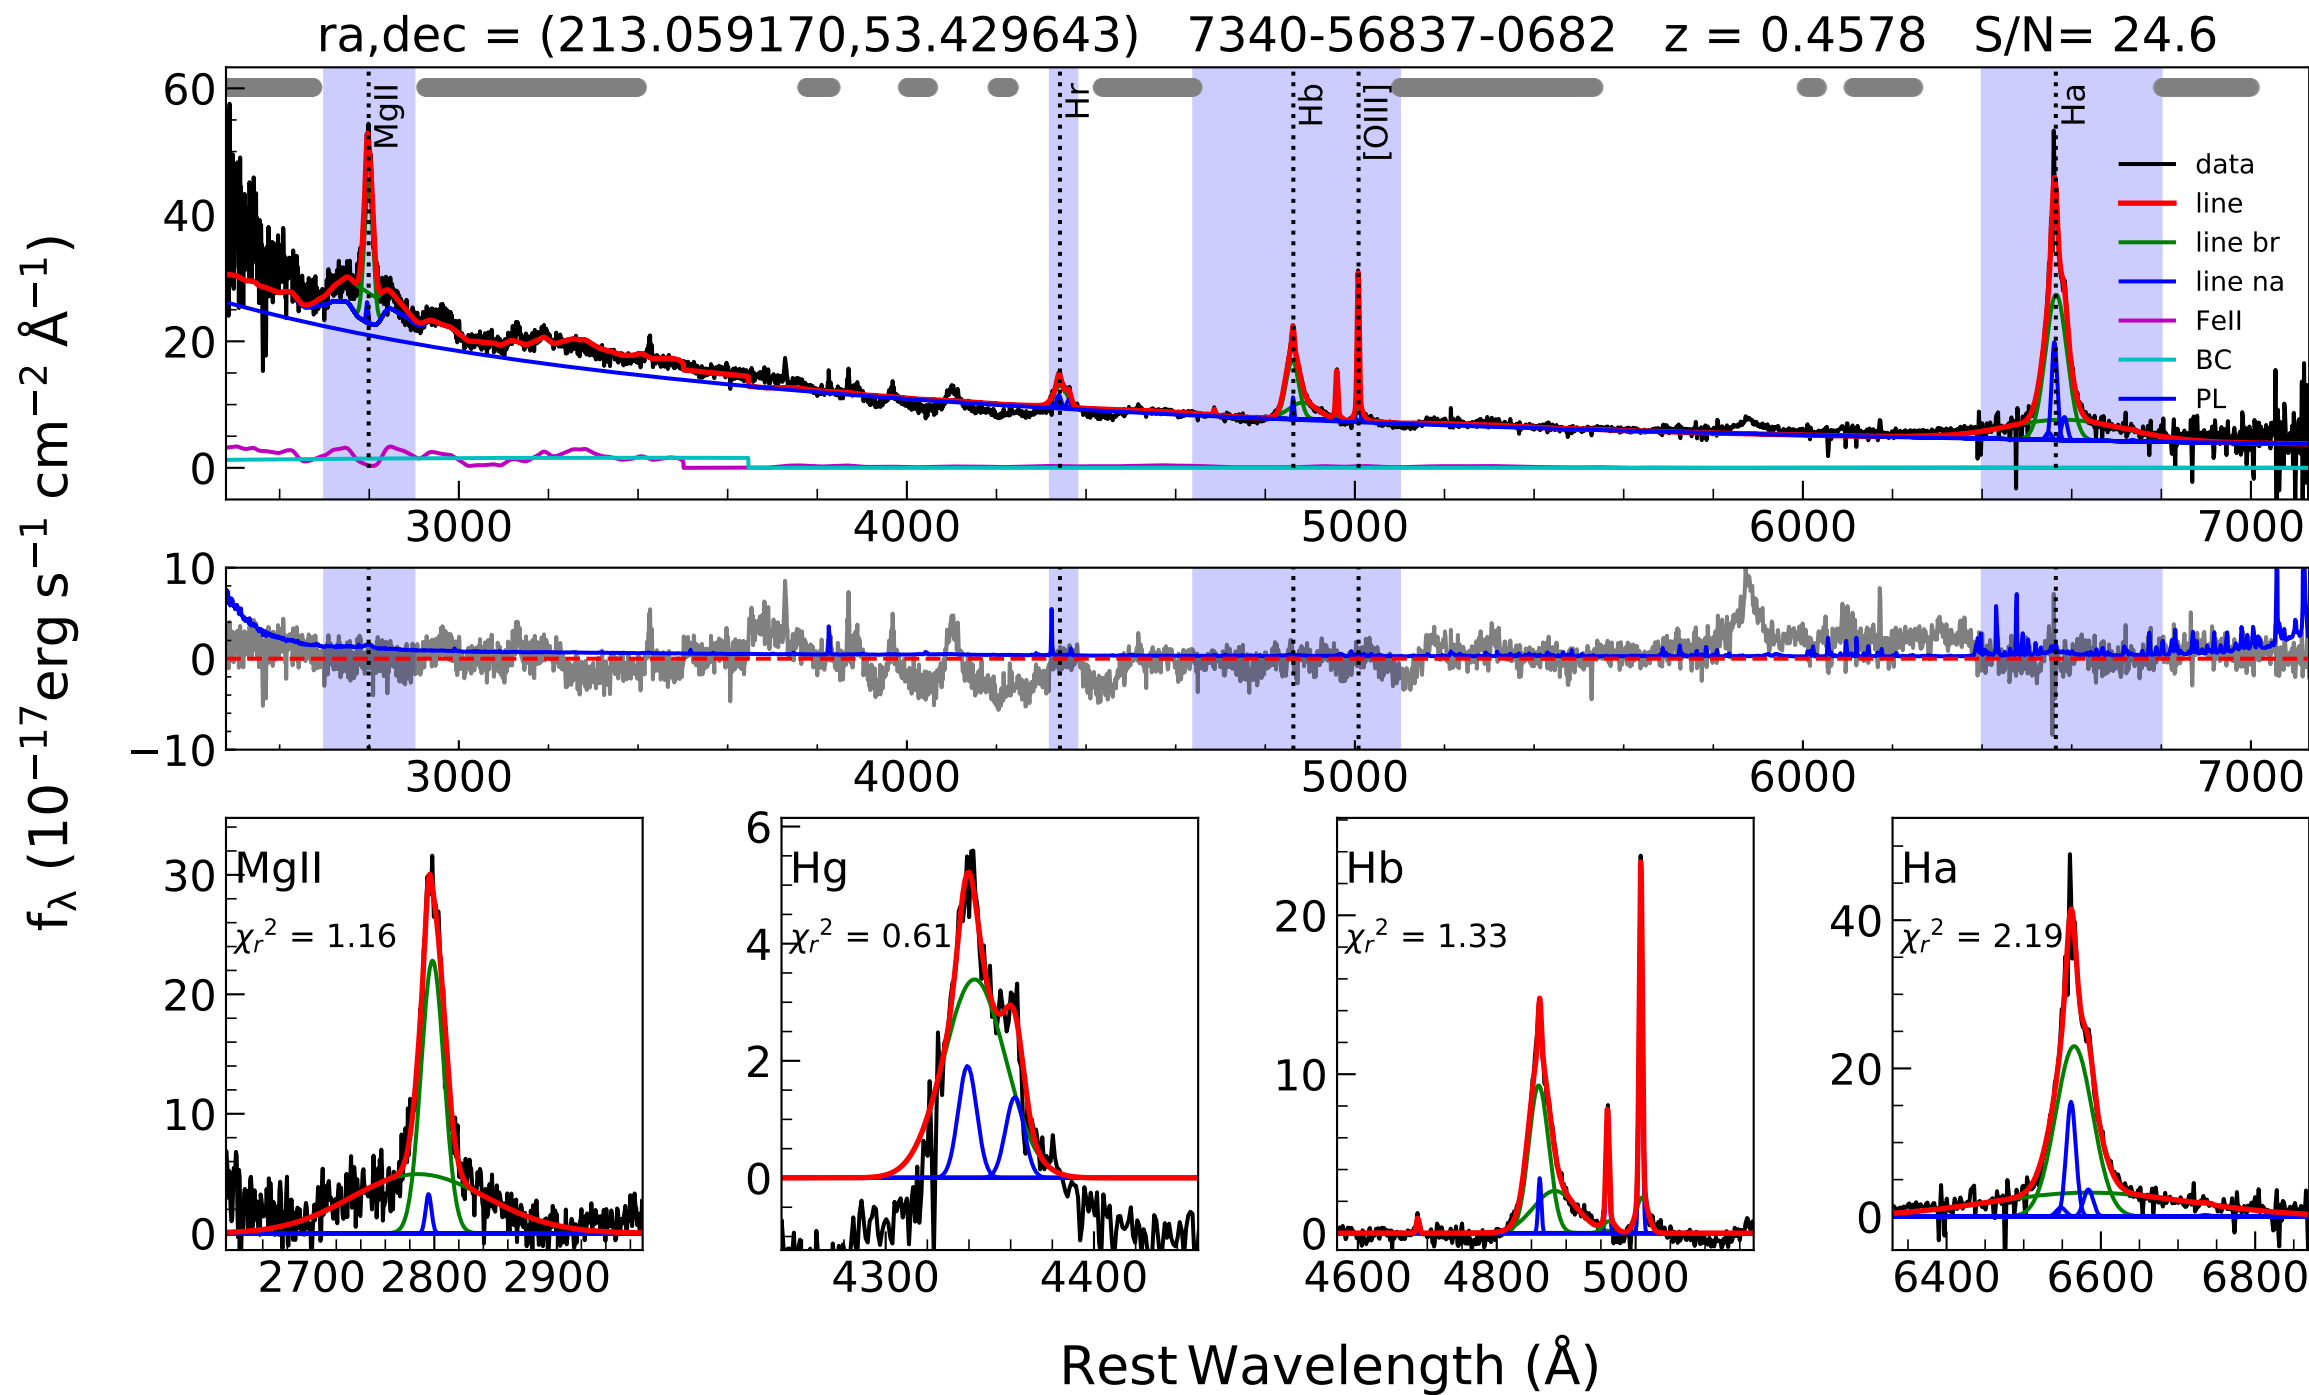 ra,dec = (213.059170,53.429643) 7340-56837-0682 z = 0.4578 S/N= 24.6
fλ (10−17erg s−1 cm−2 Å−1)
60
40
20
0
MgII
Hr
Hb
[OIII]
Ha
data
line
line br
line na
FeII
BC
PL
3000 4000 5000 6000 7000
10
0
−10
3000 4000 5000 6000 7000
MgII
χr2 = 1.16
30
20
10
0
2700 2800 2900
Hg
χr2 = 0.61
6
4
2
0
4300 4400
Hb
χr2 = 1.33
20
10
0
4600 4800 5000
Ha
χr2 = 2.19
40
20
0
6400 6600 6800
Rest Wavelength (Å)